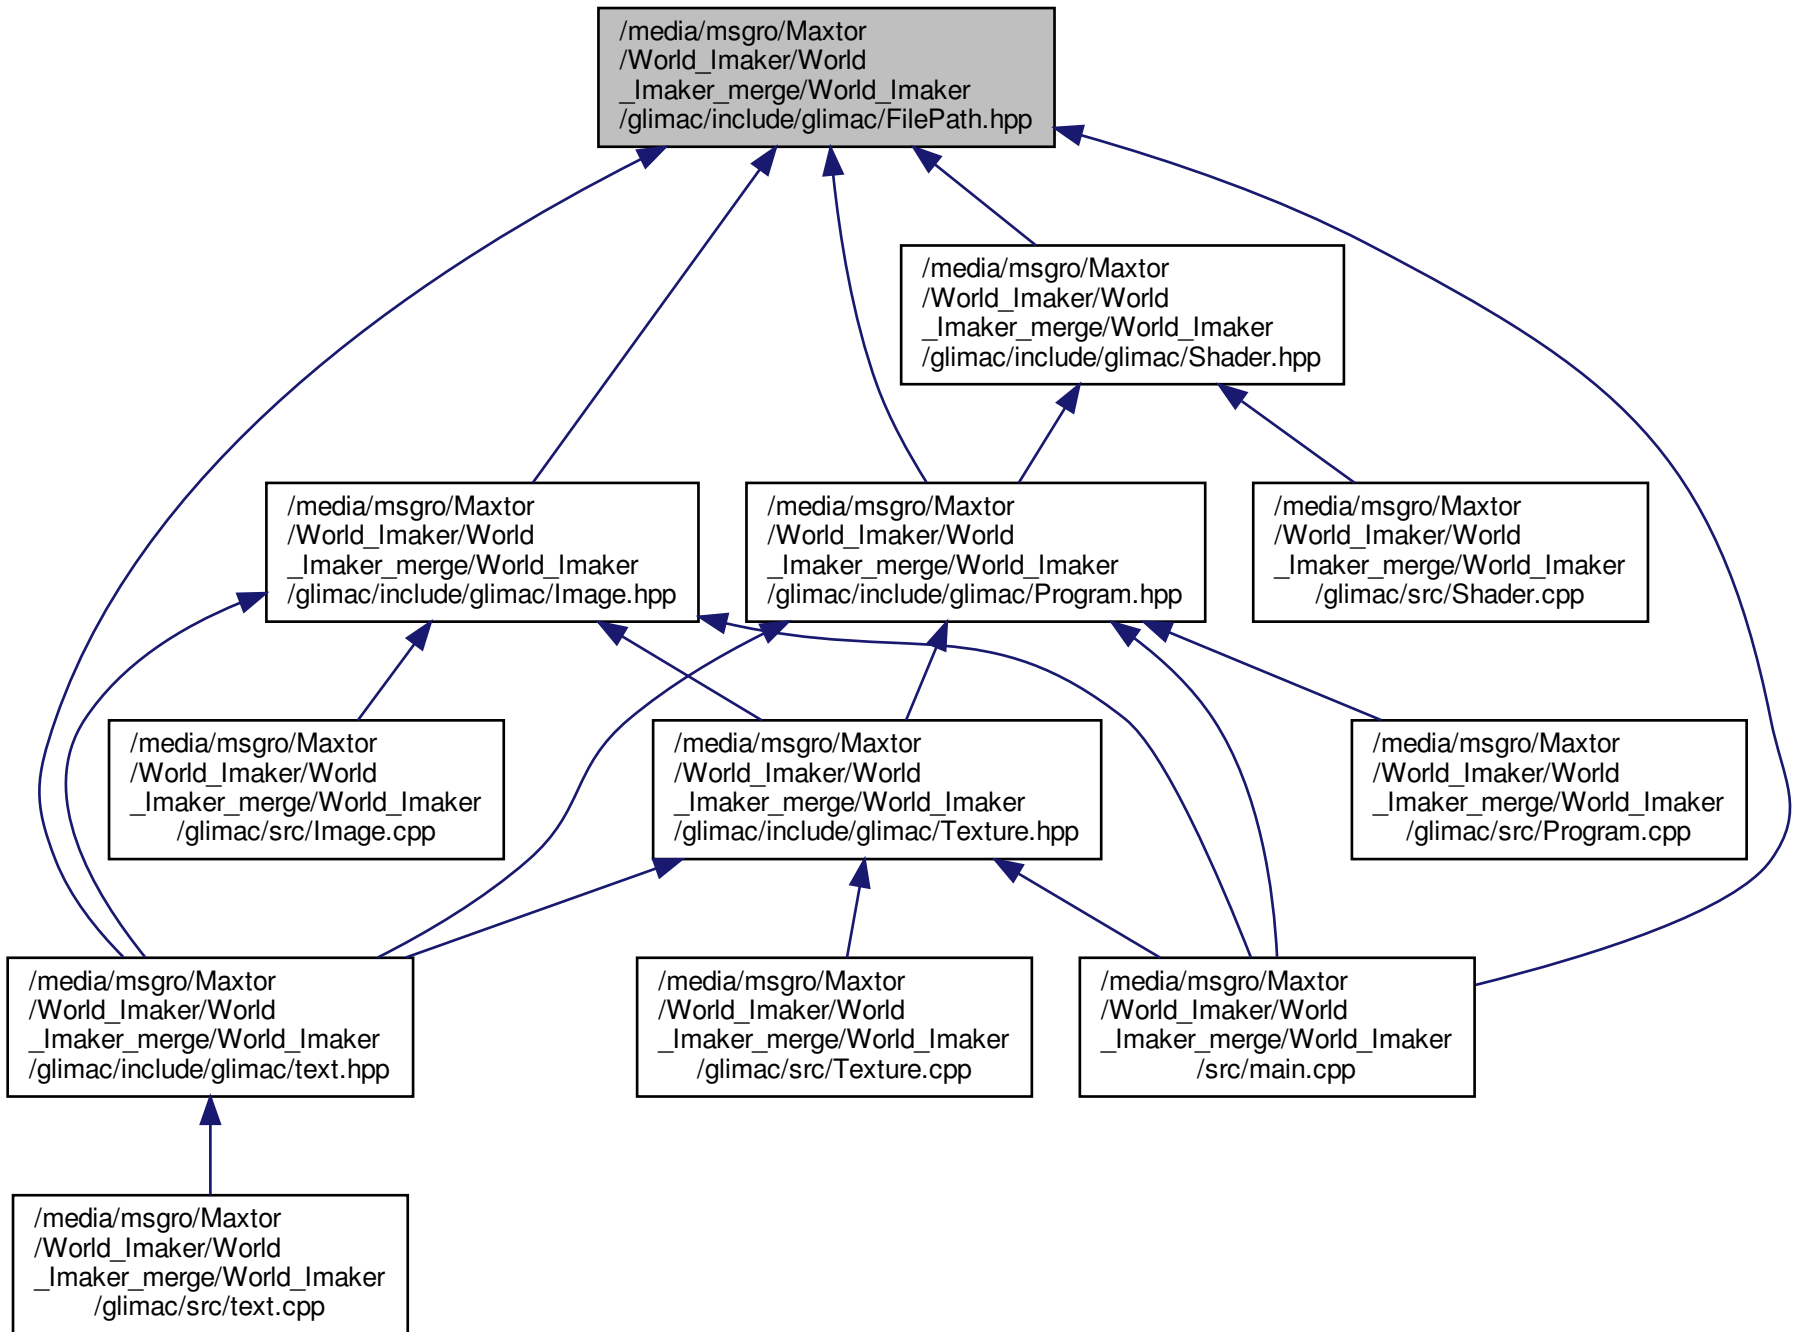 /media/msgro/Maxtor
/World_Imaker/World
_Imaker_merge/World_Imaker
/glimac/include/glimac/FilePath.hpp
/media/msgro/Maxtor
/World_Imaker/World
_Imaker_merge/World_Imaker
/glimac/include/glimac/Shader.hpp
/media/msgro/Maxtor
/World_Imaker/World
_Imaker_merge/World_Imaker
/glimac/include/glimac/Image.hpp
/media/msgro/Maxtor
/World_Imaker/World
_Imaker_merge/World_Imaker
/glimac/include/glimac/Program.hpp
/media/msgro/Maxtor
/World_Imaker/World
_Imaker_merge/World_Imaker
/glimac/src/Shader.cpp
/media/msgro/Maxtor
/World_Imaker/World
_Imaker_merge/World_Imaker
/glimac/src/Image.cpp
/media/msgro/Maxtor
/World_Imaker/World
_Imaker_merge/World_Imaker
/glimac/include/glimac/Texture.hpp
/media/msgro/Maxtor
/World_Imaker/World
_Imaker_merge/World_Imaker
/glimac/src/Program.cpp
/media/msgro/Maxtor
/World_Imaker/World
_Imaker_merge/World_Imaker
/glimac/include/glimac/text.hpp
/media/msgro/Maxtor
/World_Imaker/World
_Imaker_merge/World_Imaker
/glimac/src/Texture.cpp
/media/msgro/Maxtor
/World_Imaker/World
_Imaker_merge/World_Imaker
/src/main.cpp
/media/msgro/Maxtor
/World_Imaker/World
_Imaker_merge/World_Imaker
/glimac/src/text.cpp